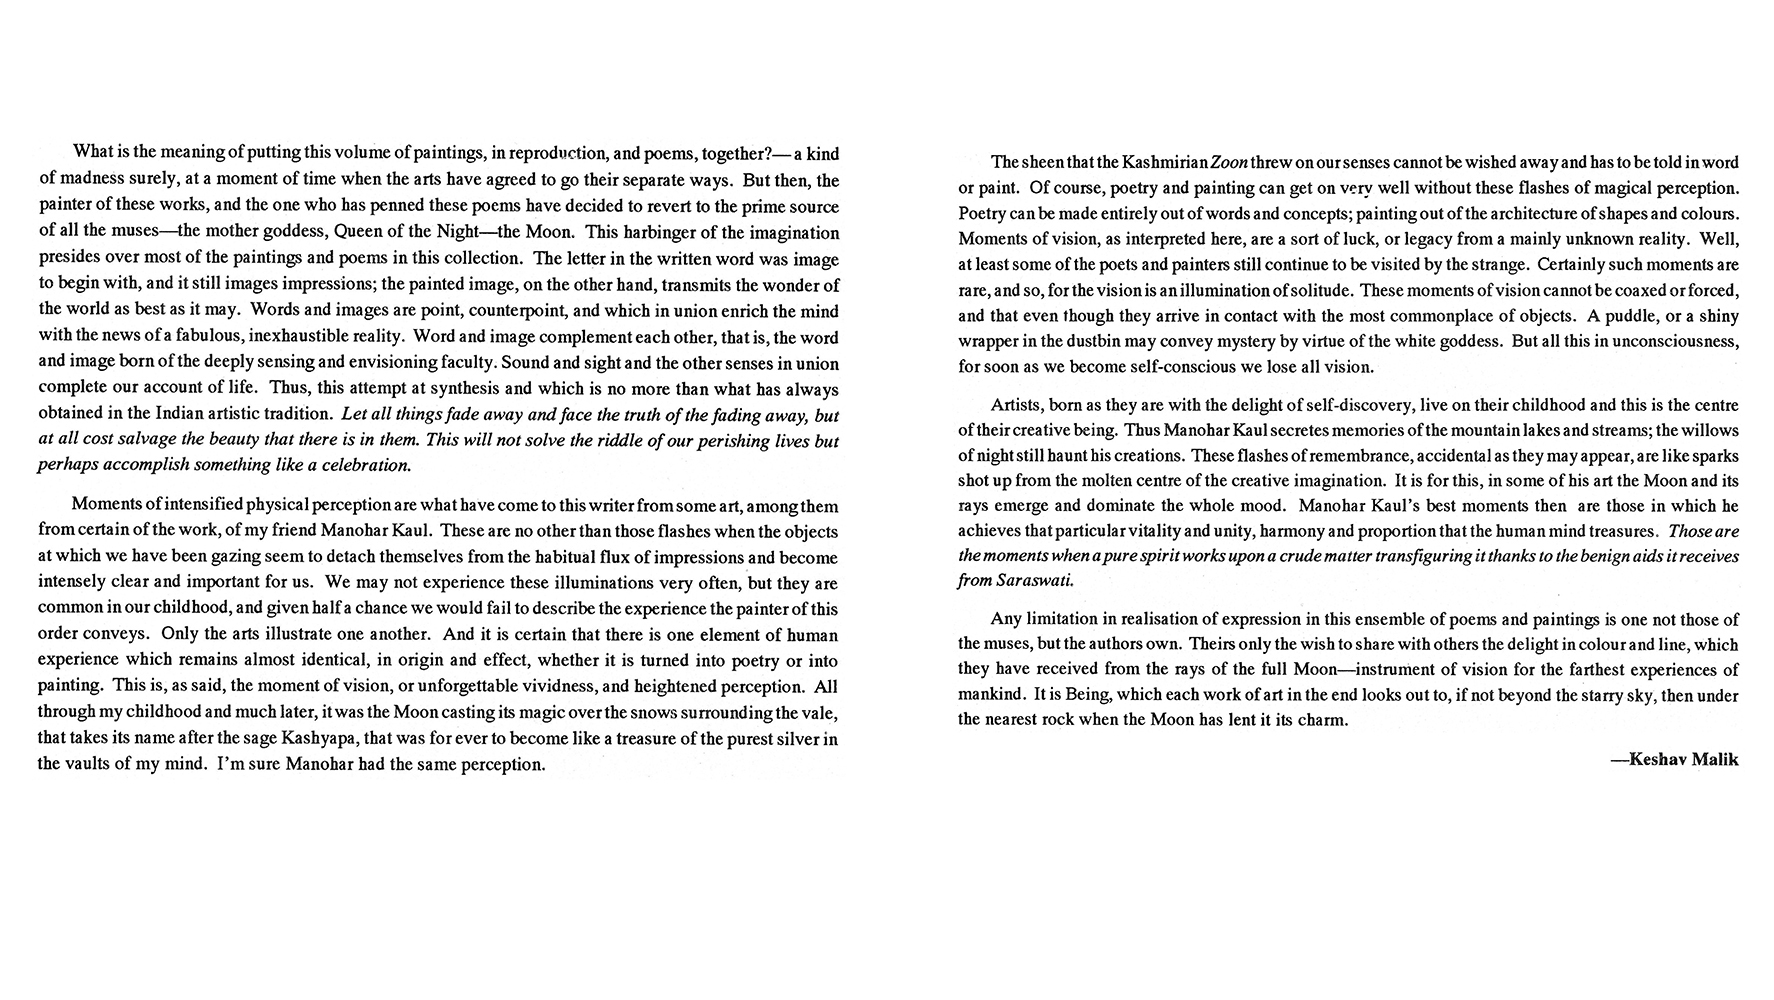 What is the meaning of putting this volume of paintings, in reproduction, and poems, together?—a kind
of madness surely, at a moment of time when the arts have agreed to go their separate ways. But then, the
painter of these works, and the one who has penned these poems have decided to revert to the prime source
of all the muses—the mother goddess, Queen of the Night—the Moon. This harbinger of the imagination
presides over most of the paintings and poems in this collection. The letter in the written word was image
to begin with, and it still images impressions; the painted image, on the other hand, transmits the wonder of
the world as best as it may. Words and images are point, counterpoint, and which in union enrich the mind
with the news of a fabulous, inexhaustible reality. Word and image complement each other, that is, the word
and image born of the deeply sensing and envisioning faculty. Sound and sight and the other senses in union
complete our account of life. Thus, this attempt at synthesis and which is no more than what has always
obtained in the Indian artistic tradition. Let all things fade away and face the truth of the fading away, but
at all cost salvage the beauty that there is in them. This will not solve the riddle of our perishing lives but
perhaps accomplish something like a celebration.
Moments of intensified physical perception are what have come to this writer from some art, among them
from certain of the work, of my friend Manohar Kaul. These are no other than those flashes when the objects
at which we have been gazing seem to detach themselves from the habitual flux of impressions and become
intensely clear and important for us. We may not experience these illuminations very often, but they are
common in our childhood, and given half a chance we would fail to describe the experience the painter of this
order conveys. Only the arts illustrate one another. And it is certain that there is one element of human
experience which remains almost identical, in origin and effect, whether it is turned into poetry or into
painting. This is, as said, the moment of vision, or unforgettable vividness, and heightened perception. All
through my childhood and much later, it was the Moon casting its magic over the snows surrounding the vale,
that takes its name after the sage Kashyapa, that was for ever to become like a treasure of the purest silver in
the vaults of my mind. I'm sure Manohar had the same perception.
The sheen that the Kashmirian Zoon threw on our senses cannot be wished away and has to be told in word
or paint. Of course, poetry and painting can get on very well without these flashes of magical perception.
Poetry can be made entirely out of words and concepts; painting out of the architecture of shapes and colours.
Moments of vision, as interpreted here, are a sort of luck, or legacy from a mainly unknown reality. Well,
at least some of the poets and painters still continue to be visited by the strange. Certainly such moments are
rare, and so, for the vision is an illumination of solitude. These moments of vision cannot be coaxed or forced,
and that even though they arrive in contact with the most commonplace of objects. A puddle, or a shiny
wrapper in the dustbin may convey mystery by virtue of the white goddess. But all this in unconsciousness,
for soon as we become self-conscious we lose all vision.
Artists, born as they are with the delight of self-discovery, live on their childhood and this is the centre
of their creative being. Thus Manohar Kaul secretes memories of the mountain lakes and streams; the willows
of night still haunt his creations. These flashes of remembrance, accidental as they may appear, are like sparks
shot up from the molten centre of the creative imagination. It is for this, in some of his art the Moon and its
rays emerge and dominate the whole mood. Manohar Kaul's best moments then are those in which he
achieves that particular vitality and unity, harmony and proportion that the human mind treasures. Those are
the moments when a pure spirit works upon a crude matter transfiguring it thanks to the benign aids it receives
from Saraswati.
Any limitation in realisation of expression in this ensemble of poems and paintings is one not those of
the muses, but the authors own. Theirs only the wish to share with others the delight in colour and line, which
they have received from the rays of the full Moon—instrument of vision for the farthest experiences of
mankind. It is Being, which each work of art in the end looks out to, if not beyond the starry sky, then under
the nearest rock when the Moon has lent it its charm.
—Keshav Malik